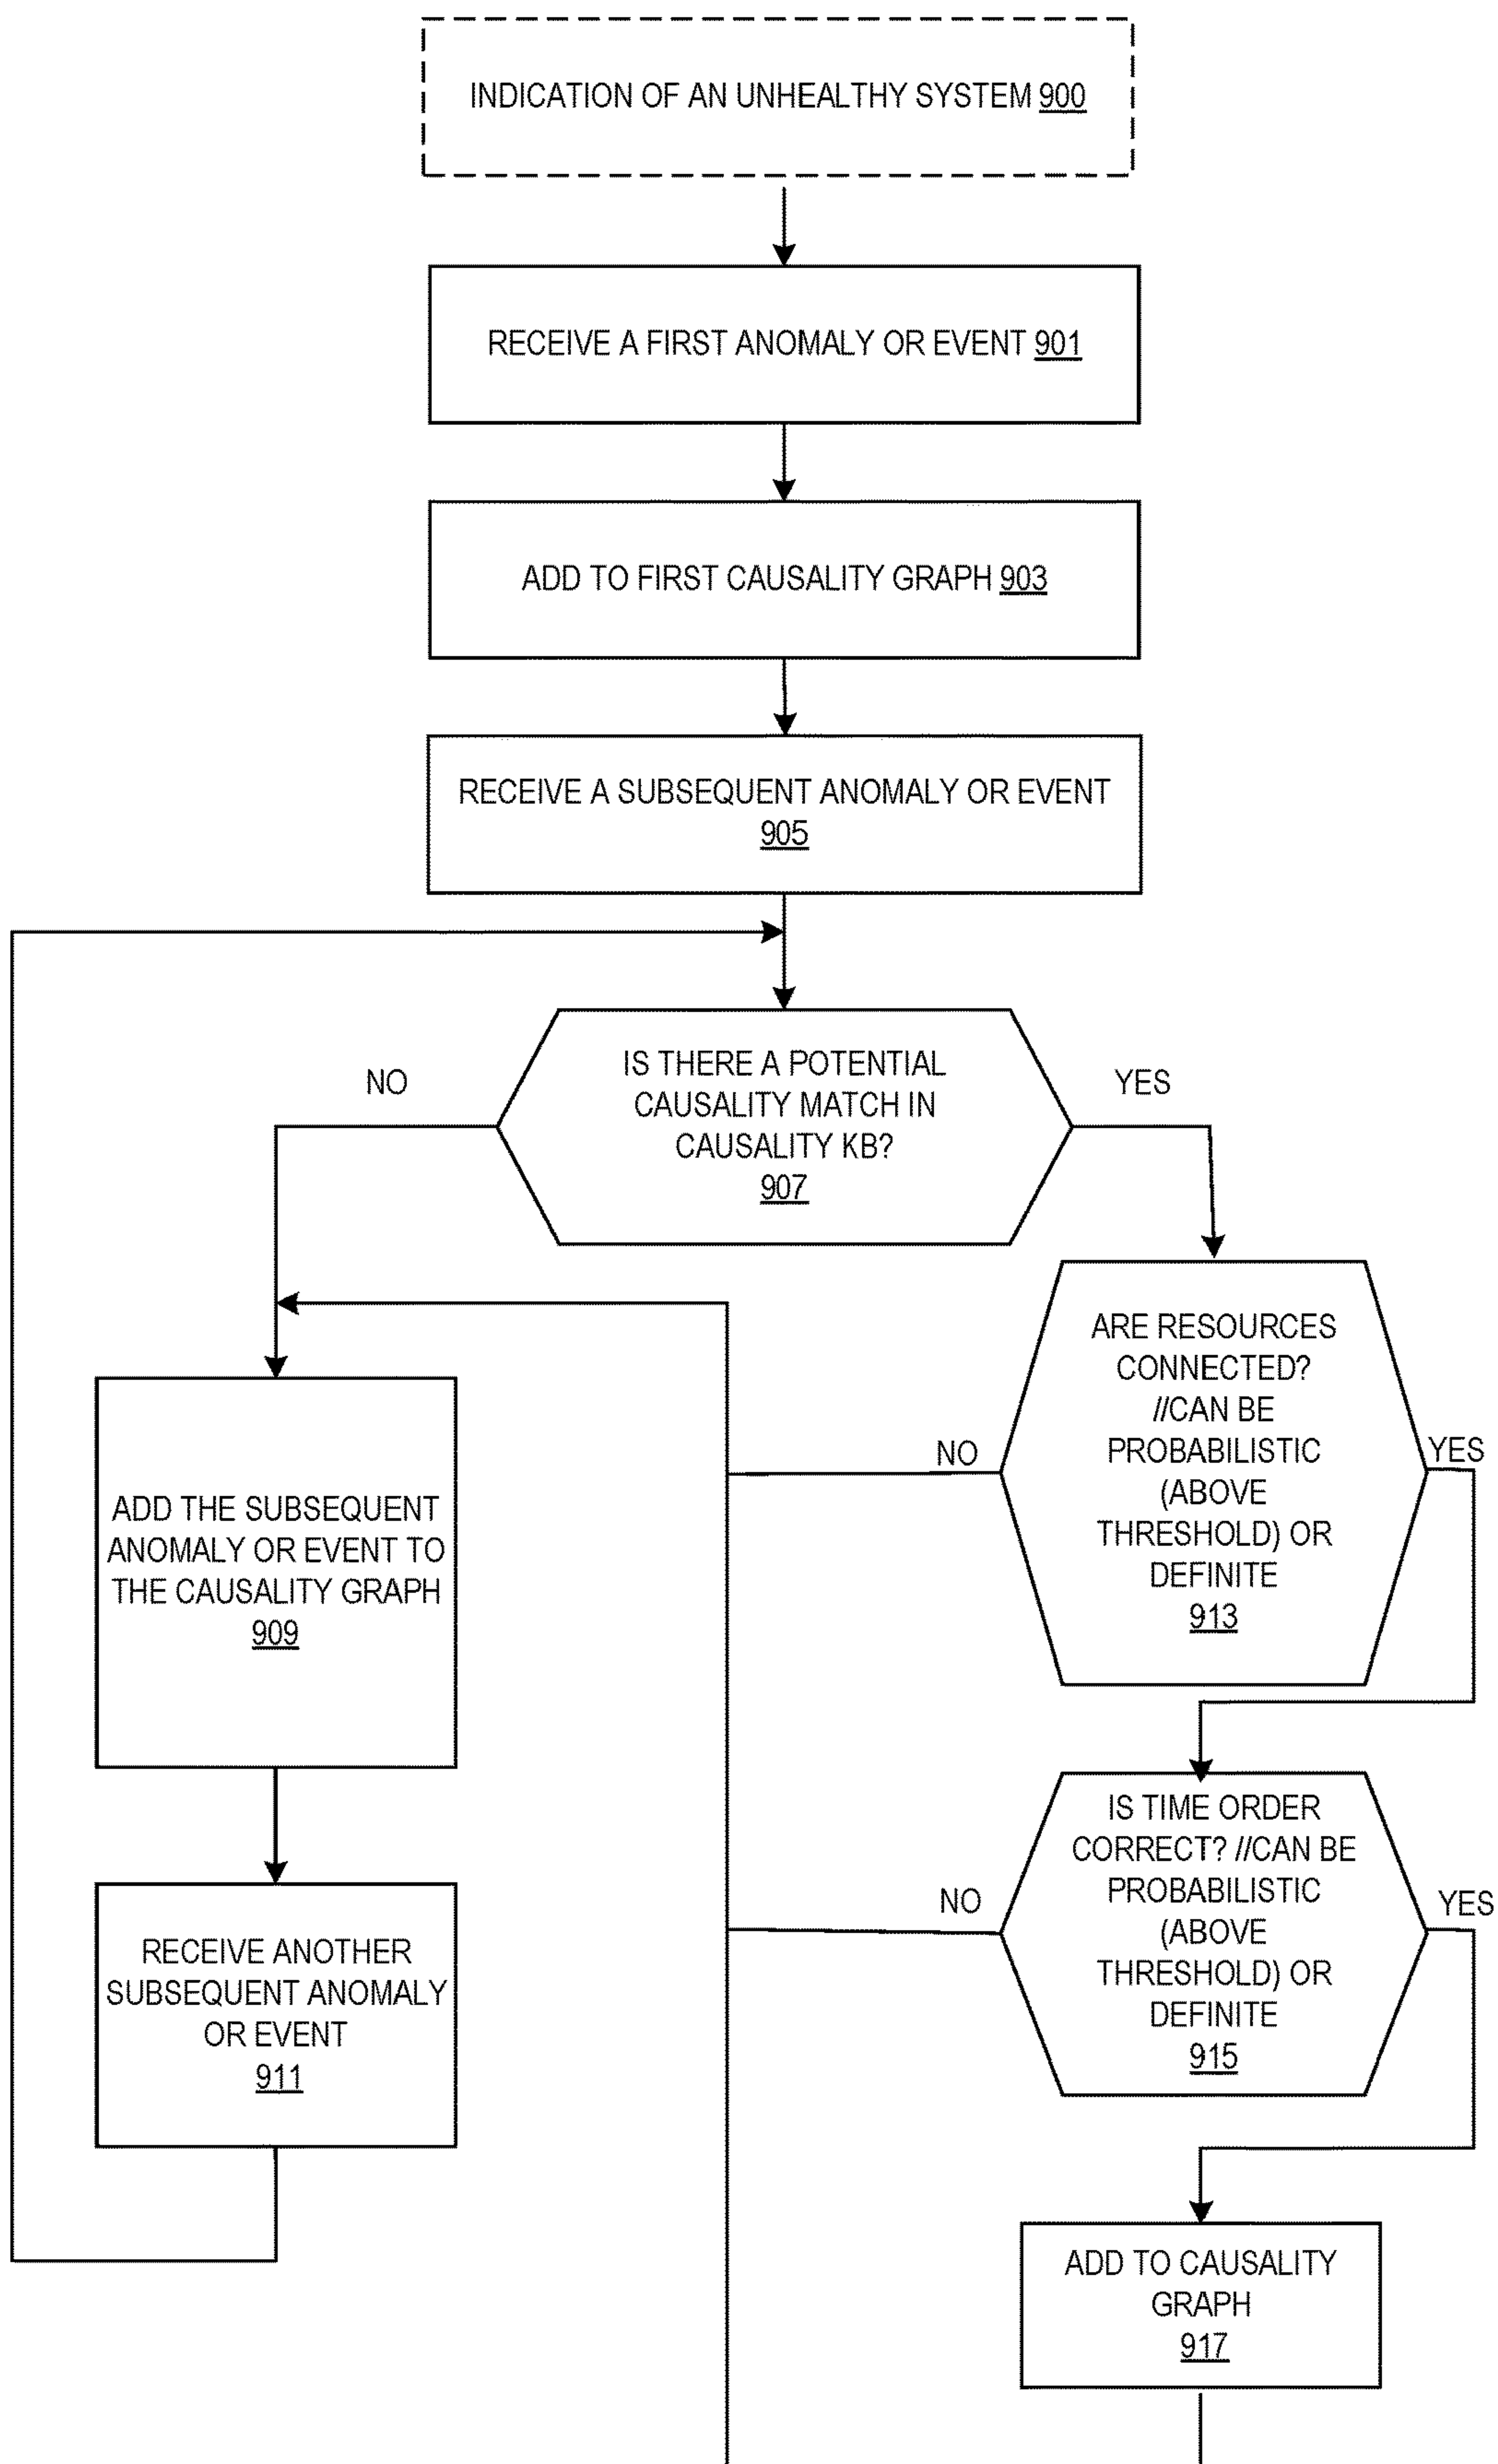 INDICATION OF AN UNHEALTHY SYSTEM 900
RECEIVE A FIRST ANOMALY OR EVENT 901
ADD TO FIRST CAUSALITY GRAPH 903
RECEIVE A SUBSEQUENT ANOMALY OR EVENT
905
IS THERE A POTENTIAL
CAUSALITY MATCH IN
CAUSALITY KB?
907
NO
YES
ARE RESOURCES
CONNECTED?
//CAN BE
PROBABILISTIC
(ABOVE
THRESHOLD) OR
DEFINITE
913
NO
YES
ADD THE SUBSEQUENT
ANOMALY OR EVENT TO
THE CAUSALITY GRAPH
909
IS TIME ORDER
CORRECT? //CAN BE
PROBABILISTIC
(ABOVE
THRESHOLD) OR
DEFINITE
915
NO
YES
RECEIVE ANOTHER
SUBSEQUENT ANOMALY
OR EVENT
911
ADD TO CAUSALITY
GRAPH
917